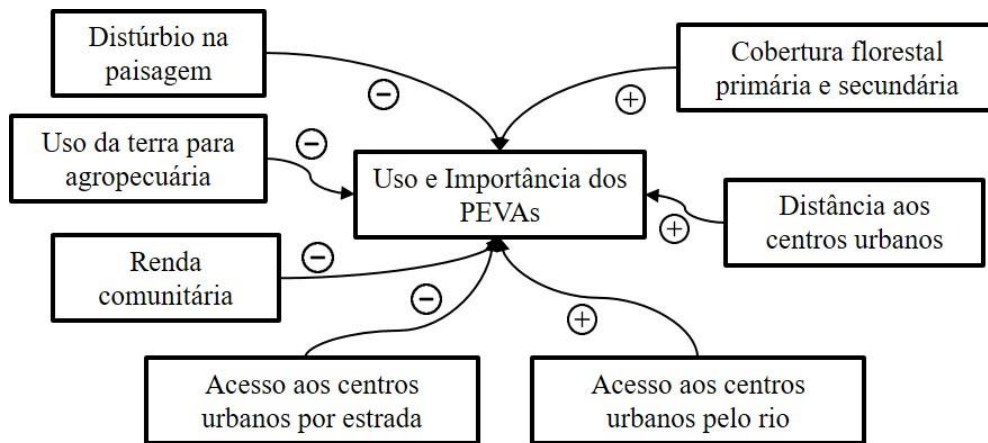 Distúrbio na
paisagem
−
Cobertura florestal
primária e secundária
+
Uso da terra para
agropecuária
−
Uso e Importância dos
PEVAs
Distância aos
centros urbanos
+
Renda
comunitária
−
−
+
Acesso aos centros
urbanos por estrada
Acesso aos centros
urbanos pelo rio